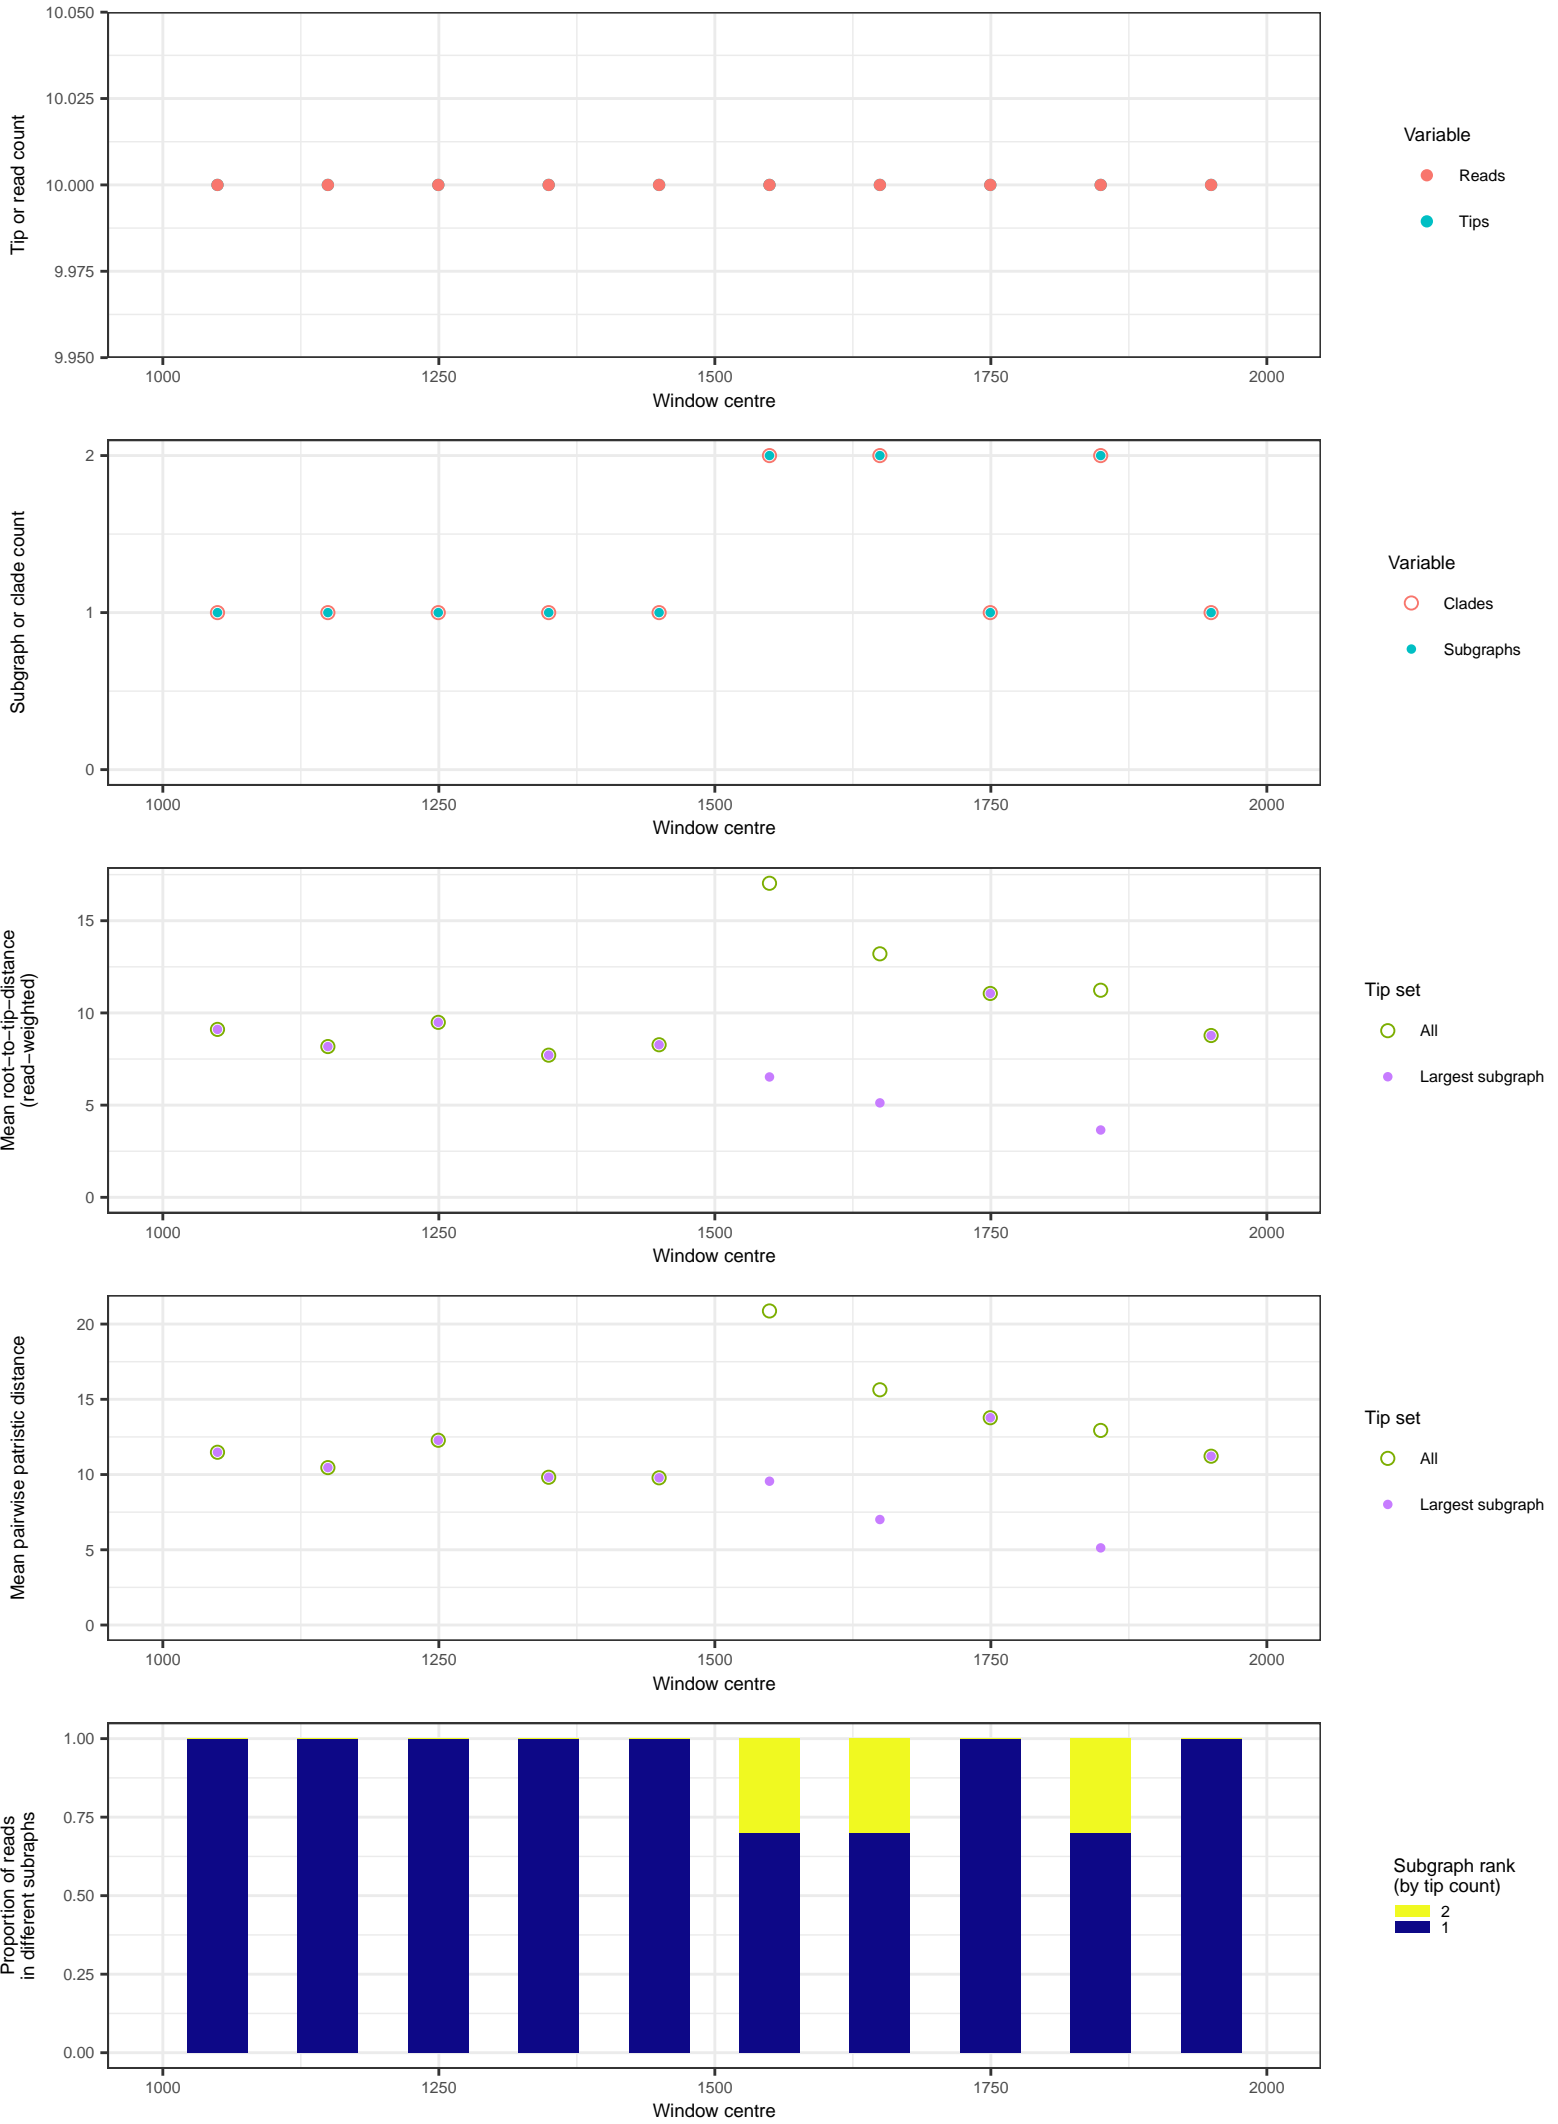 10.050
10.025
10.000
9.975
9.950
Tip or read count
1000 1250 1500 1750 2000
Window centre
Variable
Reads
Tips
2
1
0
Subgraph or clade count
1000 1250 1500 1750 2000
Window centre
Variable
Clades
Subgraphs
15
10
5
0
Mean root−to−tip−distance
(read−weighted)
1000 1250 1500 1750 2000
Window centre
Tip set
All
Largest subgraph
20
15
10
5
0
Mean pairwise patristic distance
1000 1250 1500 1750 2000
Window centre
Tip set
All
Largest subgraph
1.00
0.75
0.50
0.25
0.00
Proportion of reads
in different subraphs
1000 1250 1500 1750 2000
Window centre
Subgraph rank
(by tip count)
2
1